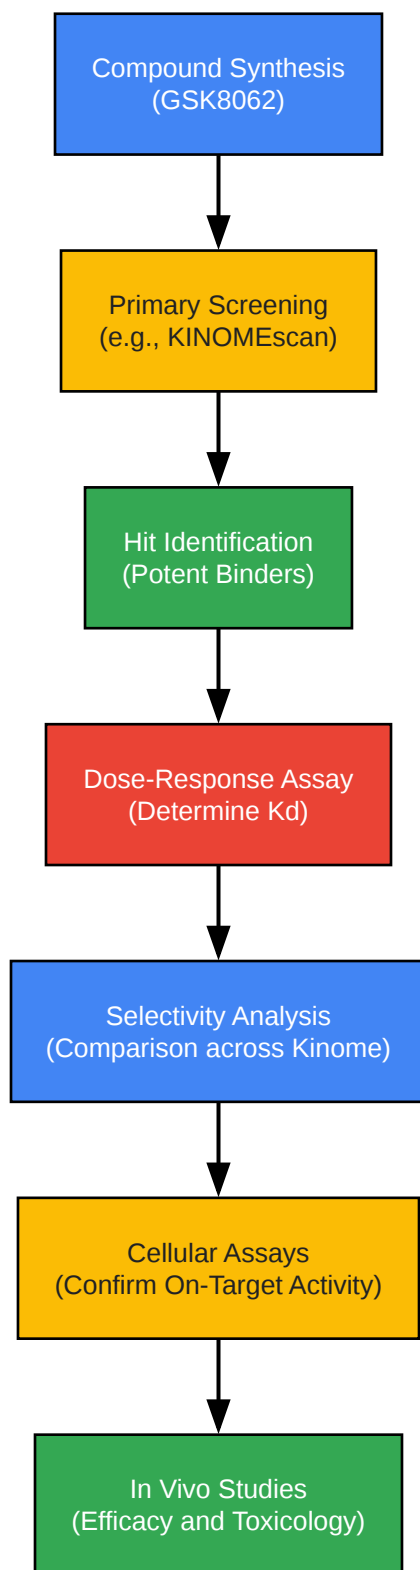 Compound Synthesis
(GSK8062)
Primary Screening
(e.g., KINOMEscan)
Hit Identification
(Potent Binders)
Dose-Response Assay
(Determine Kd)
Selectivity Analysis
(Comparison across Kinome)
Cellular Assays
(Confirm On-Target Activity)
In Vivo Studies
(Efficacy and Toxicology)